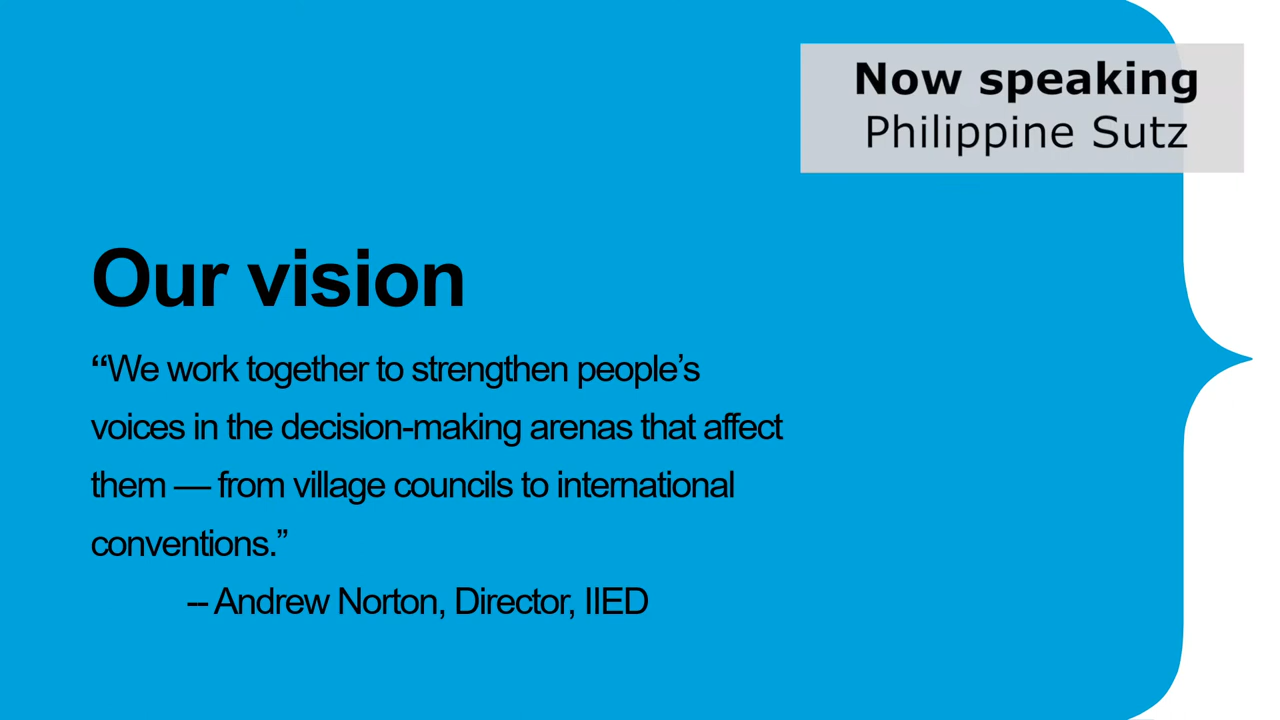 Now speaking
Philippine Sutz
Our vision
“We work together to strengthen people’s
voices in the decision-making arenas that affect
them — from village councils to international
conventions.”
– Andrew Norton, Director, IIED